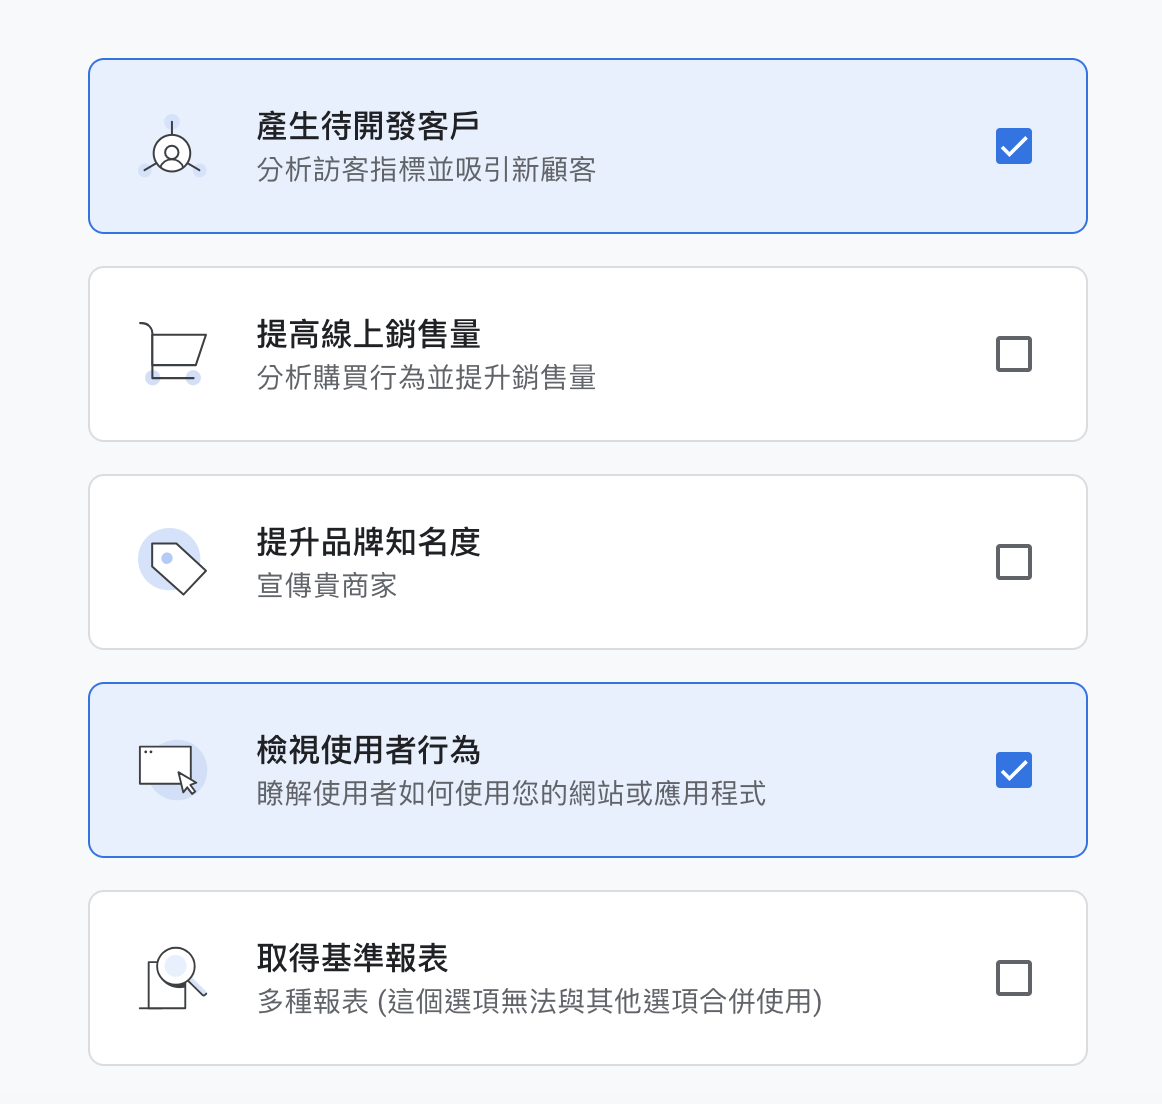 產生待開發客戶
分析訪客指標並吸引新顧客
提高線上銷售量
分析購買行為並提升銷售量
提升品牌知名度
宣傳貴商家
檢視使用者行為
瞭解使用者如何使用您的網站或應用程式
取得基準報表
多種報表 (這個選項無法與其他選項合併使用)